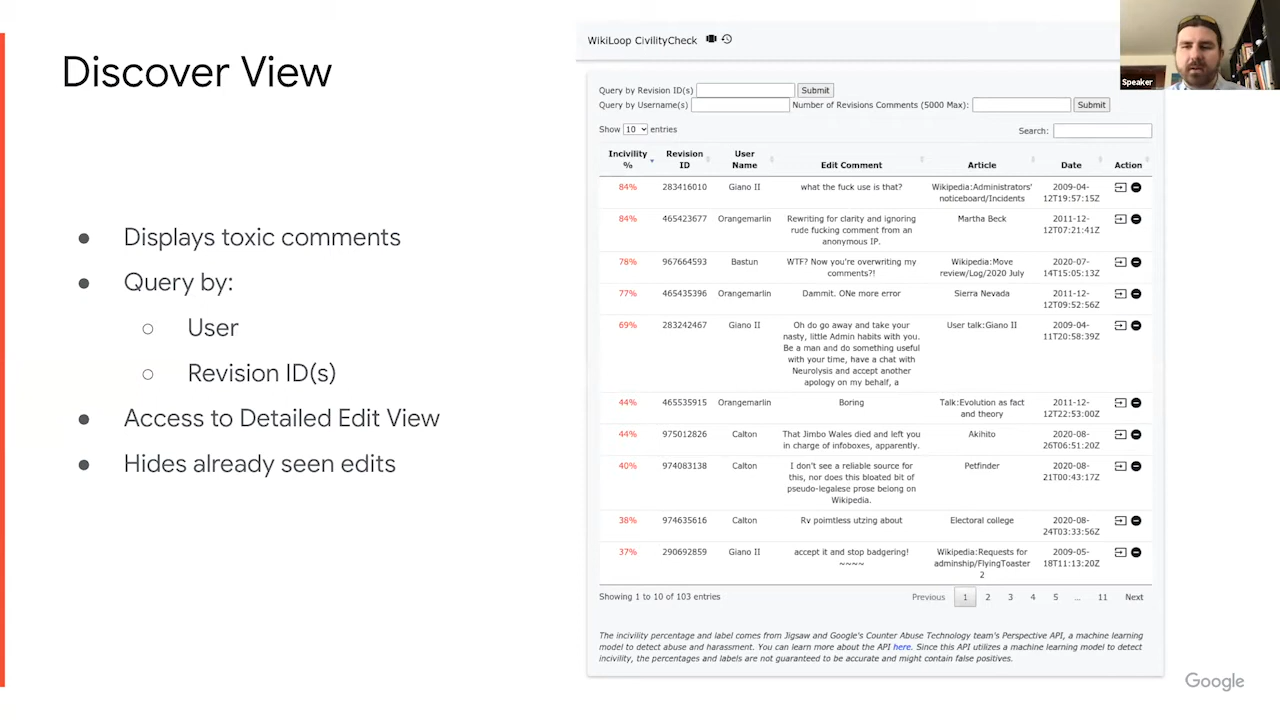 Discover View
● Displays toxic comments
● Query by:
○ User
○ Revision ID(s)
● Access to Detailed Edit View
● Hides already seen edits
WikiLoop CivilityCheck
Query by Revision ID(s) Submit
Query by Username(s) Number of Revisions Comments (5000 Max): Submit
Show 10 entries
Search:
Incivility % Revision ID User Name Edit Comment Article Date Action
84% 283416010 Giano II what the fuck use is that? Wikipedia:Administrators' noticeboard/Incidents 2009-04-12T19:57:15Z
84% 465423677 Orangemarlin Rewriting for clarity and ignoring rude fucking comment from an anonymous IP. Martha Beck 2011-12-12T07:21:41Z
78% 967664593 Bastun WTF? Now you're overwriting my comments?! Wikipedia:Move review/Log/2020 July 2020-07-14T15:05:13Z
77% 465435396 Orangemarlin Dammit. ONe more error Sierra Nevada 2011-12-12T09:52:56Z
69% 283242467 Giano II Oh do go away and take your nasty, little Admin habits with you. Be a man and do something useful with your time, have a chat with Neurolysis and accept another apology on my behalf, a User talk:Giano II 2009-04-11T20:58:39Z
44% 465535915 Orangemarlin Boring Talk:Evolution as fact and theory 2011-12-12T22:53:00Z
44% 975012826 Calton That Jimbo Wales died and left you in charge of infoboxes, apparently. Akihito 2020-08-26T06:51:20Z
40% 974083138 Calton I don't see a reliable source for this, nor does this bloated bit of pseudo-legalese prose belong on Wikipedia. Petfinder 2020-08-21T00:43:17Z
38% 974635616 Calton Rv poimtless utzing about Electoral college 2020-08-24T03:33:56Z
37% 290692859 Giano II accept it and stop badgering! ~~~~ Wikipedia:Requests for adminship/FlyingToaster 2 2009-05-18T11:13:20Z
Showing 1 to 10 of 103 entries
Previous 1 2 3 4 5 ... 11 Next
The incivility percentage and label comes from Jigsaw and Google's Counter Abuse Technology team's Perspective API, a machine learning
model to detect abuse and harassment. You can learn more about the API here. Since this API utilizes a machine learning model to detect
incivility, the percentages and labels are not guaranteed to be accurate and might contain false positives.
Speaker
Google